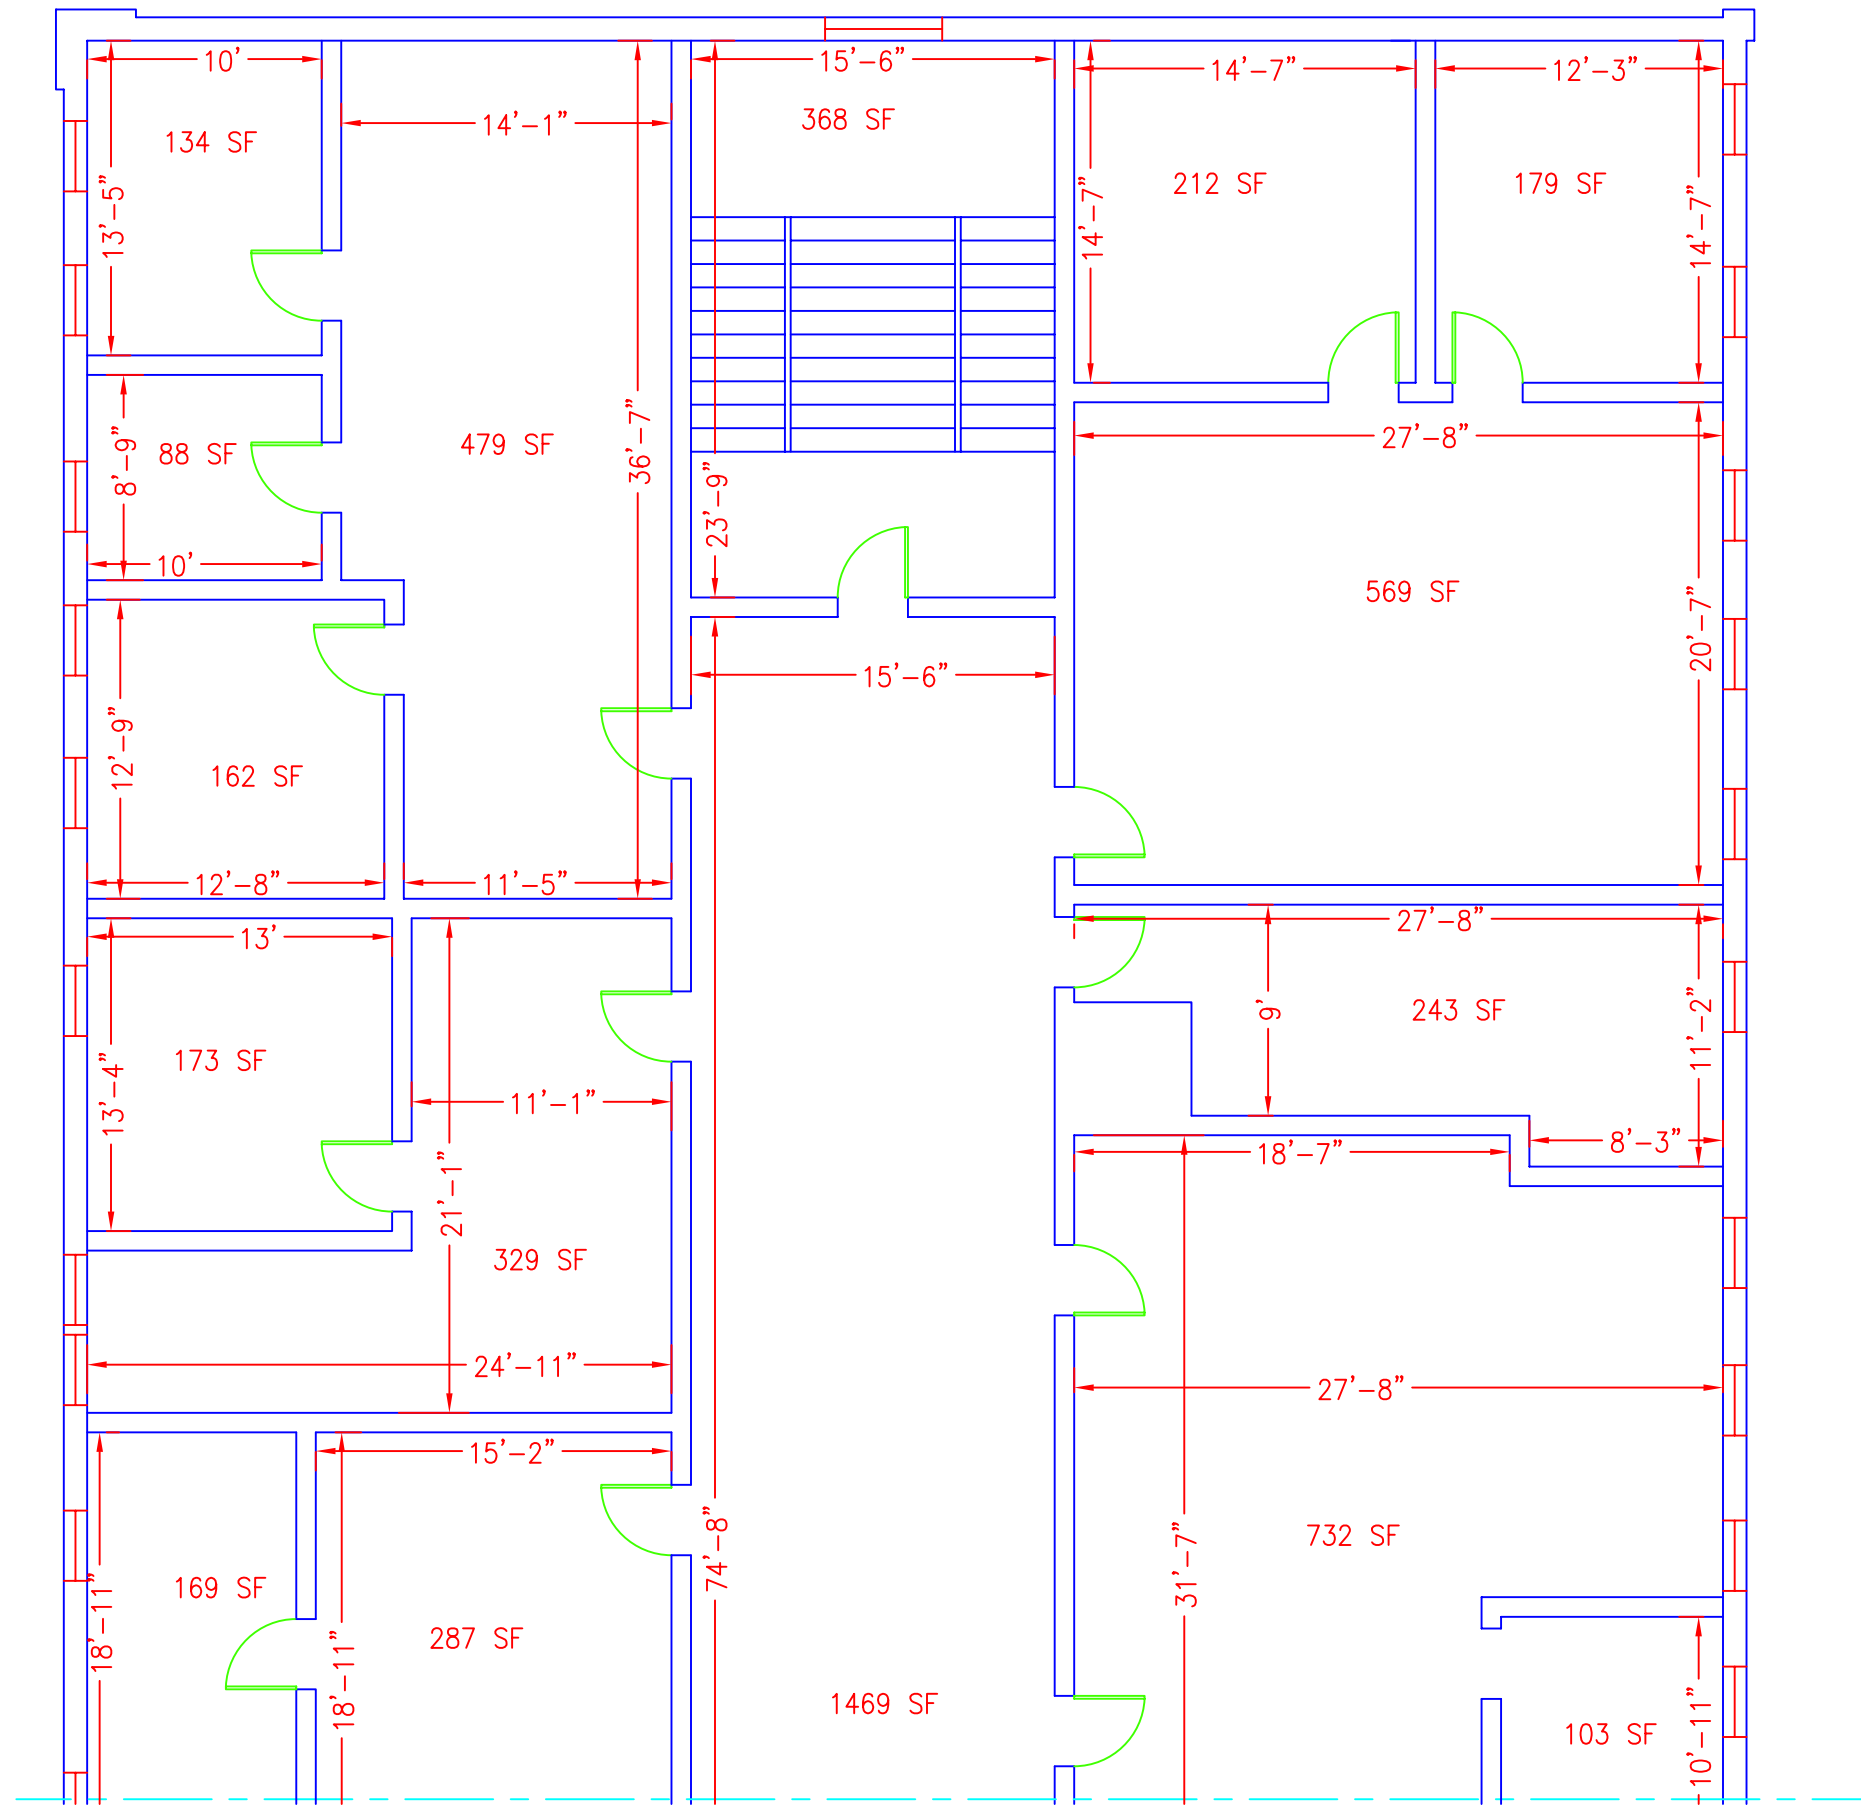 10'
15'-6"
14'-7"
12'-3"
14'-1"
368 SF
134 SF
212 SF
179 SF
13'-5"
14'-7"
14'-7"
479 SF
36'-7"
27'-8"
88 SF
8'-9"
23'-9"
10'
569 SF
20'-7"
15'-6"
12'-9"
162 SF
12'-8"
11'-5"
27'-8"
13'
9'
243 SF
11'-2"
173 SF
13'-4"
11'-1"
8'-3"
18'-7"
21'-1"
329 SF
24'-11"
27'-8"
15'-2"
74'-8"
31'-7"
732 SF
169 SF
18'-11"
287 SF
18'-11"
1469 SF
103 SF
10'-11"